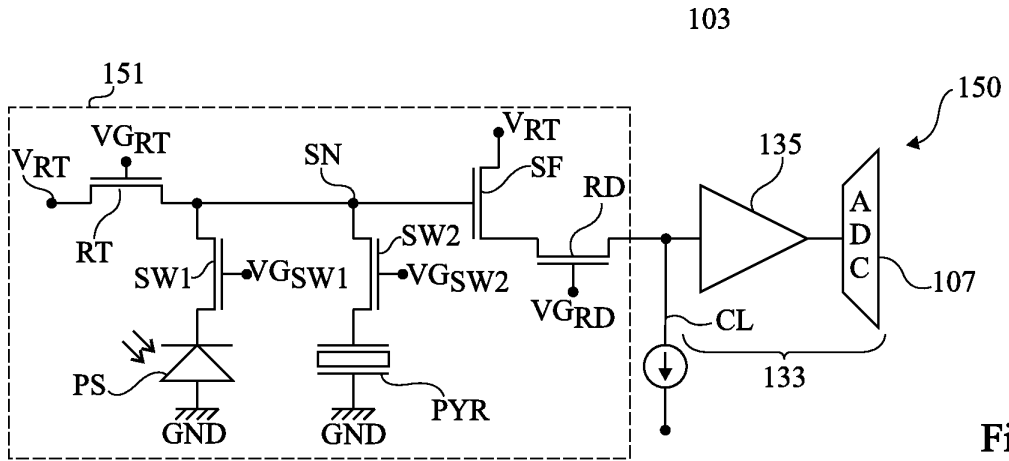 103
151
150
VGRT
VRT
SN
VRT
SF
135
RD
RT
SW1
VGSW1
SW2
VGSW2
VGRD
A
D
C
107
CL
133
PS
PYR
GND
GND
Fi